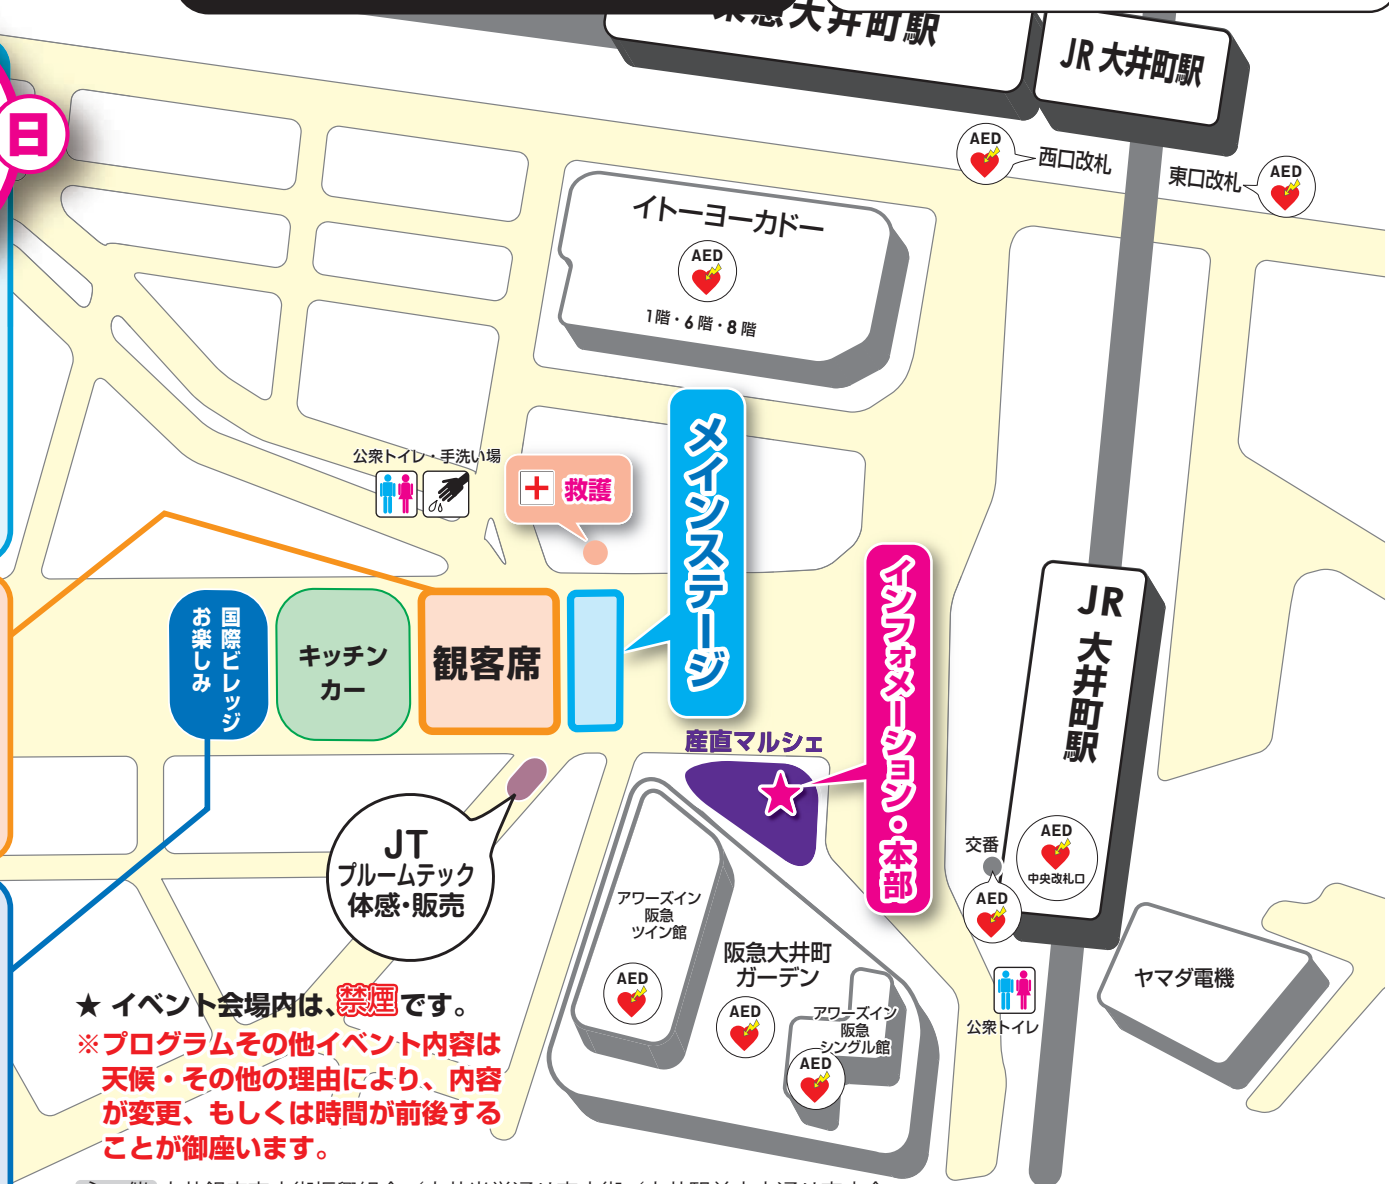 東急大井町駅
JR 大井町駅
日
AED
西口改札
東口改札
AED
イトーヨーカドー
AED
1階・6階・8階
公衆トイレ・手洗い場
救護
メインステージ
インフォメーション・本部
国際ビレッジ
お楽しみ
キッチン
カー
観客席
産直マルシェ
JR
大井町駅
JT
プルームテック
体感・販売
交番
AED
AED
中央改札口
アワーズイン
阪急
ツイン館
AED
阪急大井町
ガーデン
AED
アワーズイン
阪急
シングル館
AED
公衆トイレ
ヤマダ電機
★ イベント会場内は、禁煙です。
※プログラムその他イベント内容は
天候・その他の理由により、内容
が変更、もしくは時間が前後する
ことが御座います。